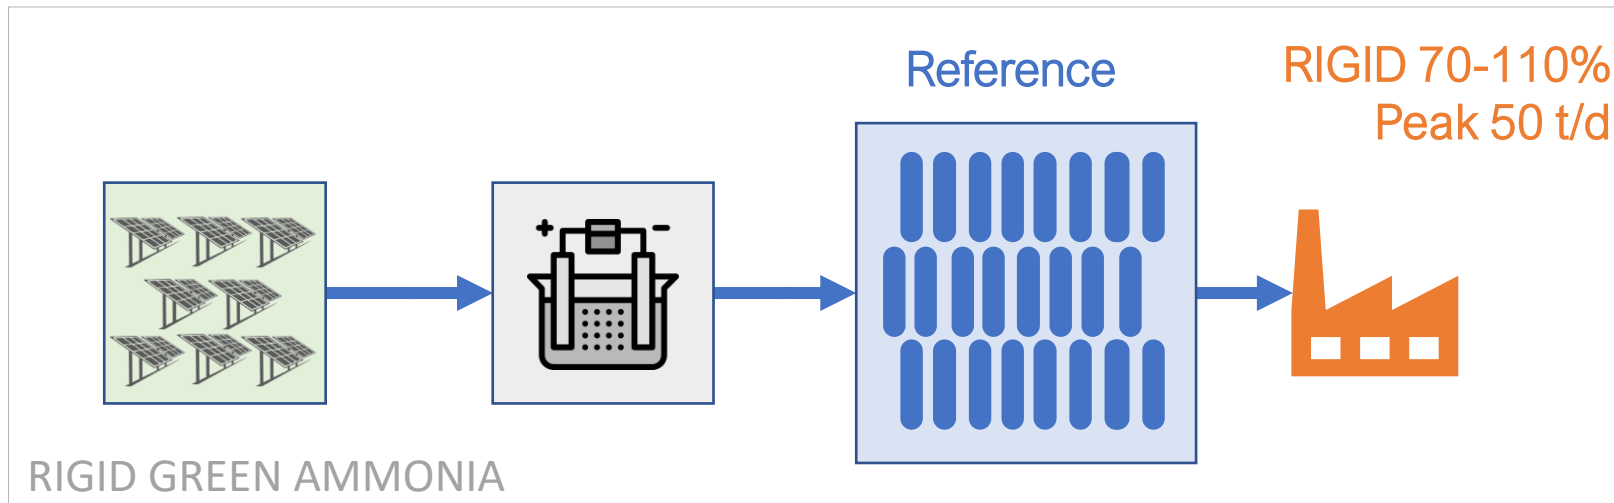 Reference
RIGID 70-110%
Peak 50 t/d
+ −
RIGID GREEN AMMONIA